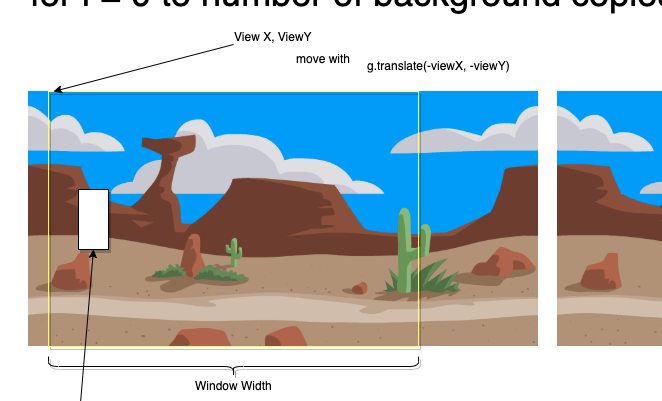 for i = 0 to number of background copies
View X, ViewY
move with
g.translate(-viewX, -viewY)
Window Width